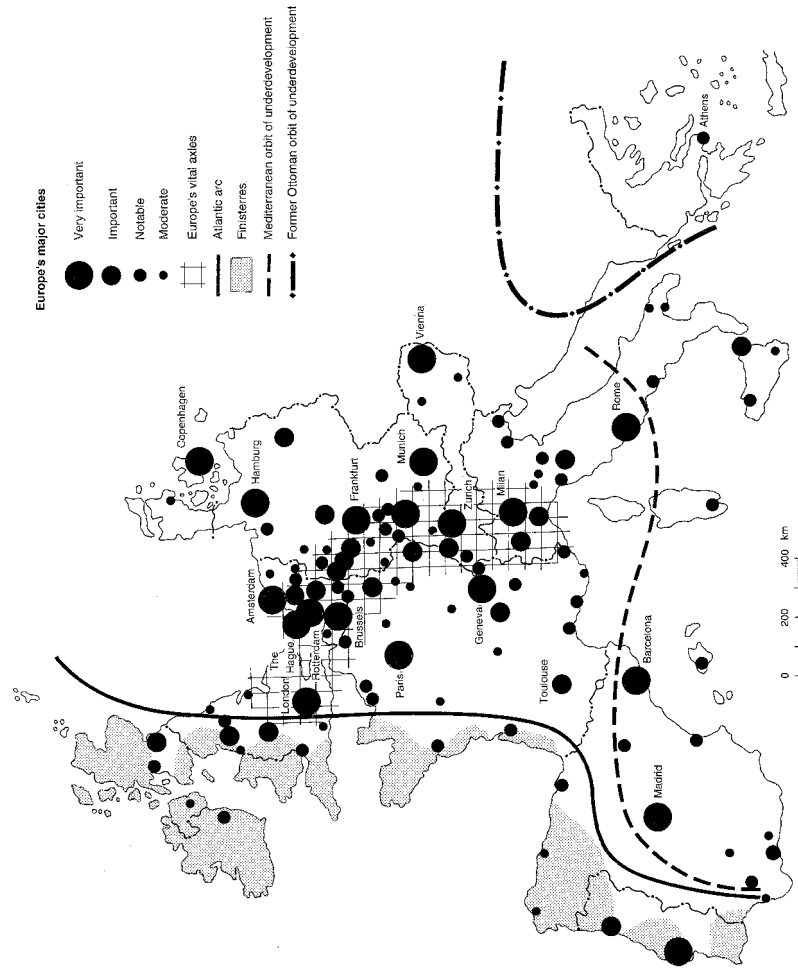 Europe's major cities
Very important
Important
Notable
Moderate
Europe's vital axles
Atlantic arc
Finisterres.
Mediterranean orbit of underdevelopment
Former Ottoman orbit of underdevelopment
Copenhagen
Hamburg
Amsterdam
The
Hague
Rotterdam
London
Brussels
Frankfurt
Munich
Vienna
Paris
Zurich
Geneva
Milan
Toulouse
Rome
Barcelona
Madrid
Athens
0 200 400 km